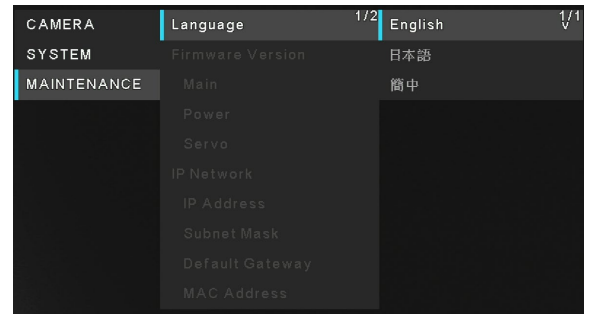 CAMERA
SYSTEM
MAINTENANCE
Language 1/2
Firmware Version
Main
Power
Servo
IP Network
IP Address
Subnet Mask
Default Gateway
MAC Address
English 1/1
日本語
簡中